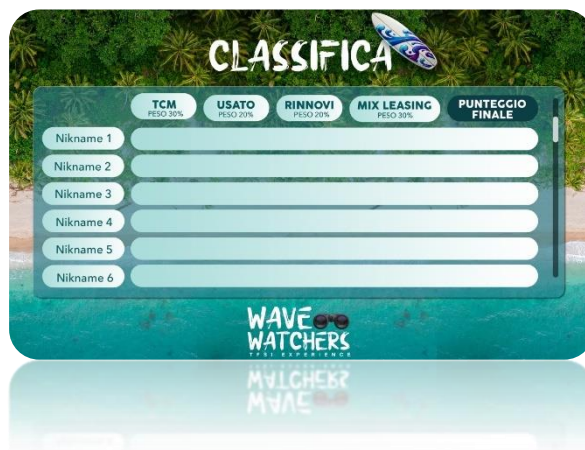 CLASSIFICA
TCM USATO RINNOVI MIX LEASING PUNTEGGIO
PESO 30% PESO 20% PESO 20% PESO 30% FINALE
Nikname 1
Nikname 2
Nikname 3
Nikname 4
Nikname 5
Nikname 6
WAVE
WATCHERS
TFSI EXPERIENCE